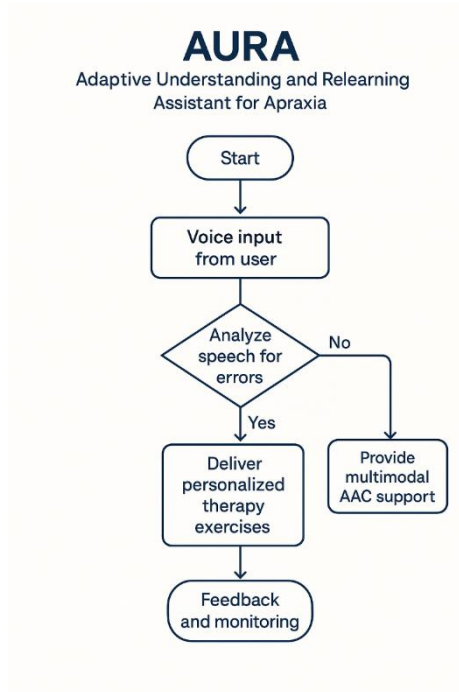 AURA
Adaptive Understanding and Relearning
Assistant for Apraxia
Start
Voice input
from user
Analyze
speech for
errors
No
Yes
Deliver
personalized
therapy
exercises
Provide
multimodal
AAC support
Feedback
and monitoring